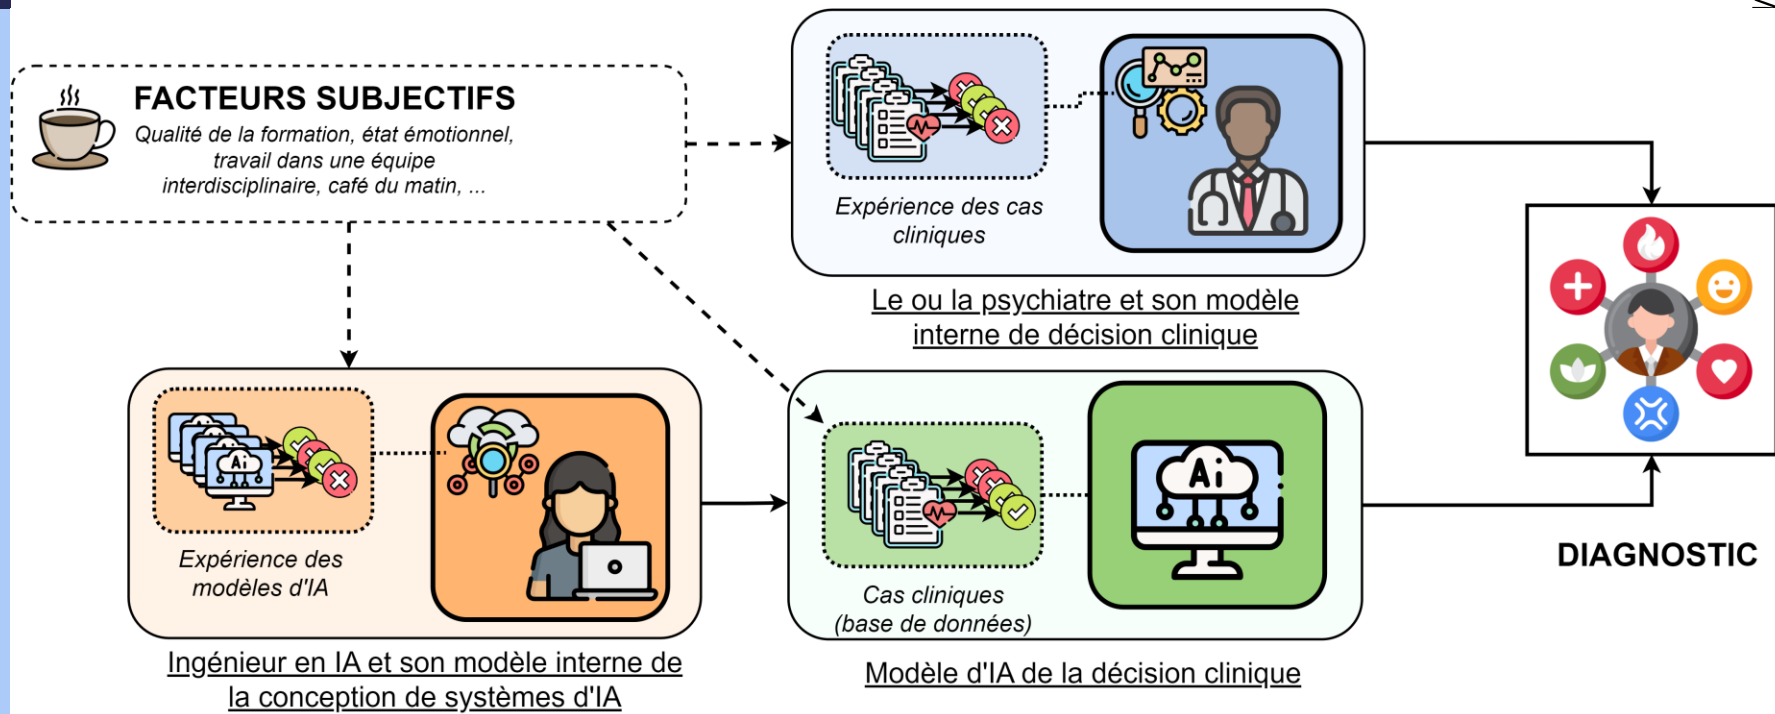 FACTEURS SUBJECTIFS
Qualité de la formation, état émotionnel,
travail dans une équipe
interdisciplinaire, café du matin, ...
Expérience des cas
cliniques
Le ou la psychiatre et son modèle
interne de décision clinique
Ai
Expérience des
modèles d'IA
Ingénieur en IA et son modèle interne de
la conception de systèmes d'IA
Cas cliniques
(base de données)
Ai
Modèle d'IA de la décision clinique
DIAGNOSTIC